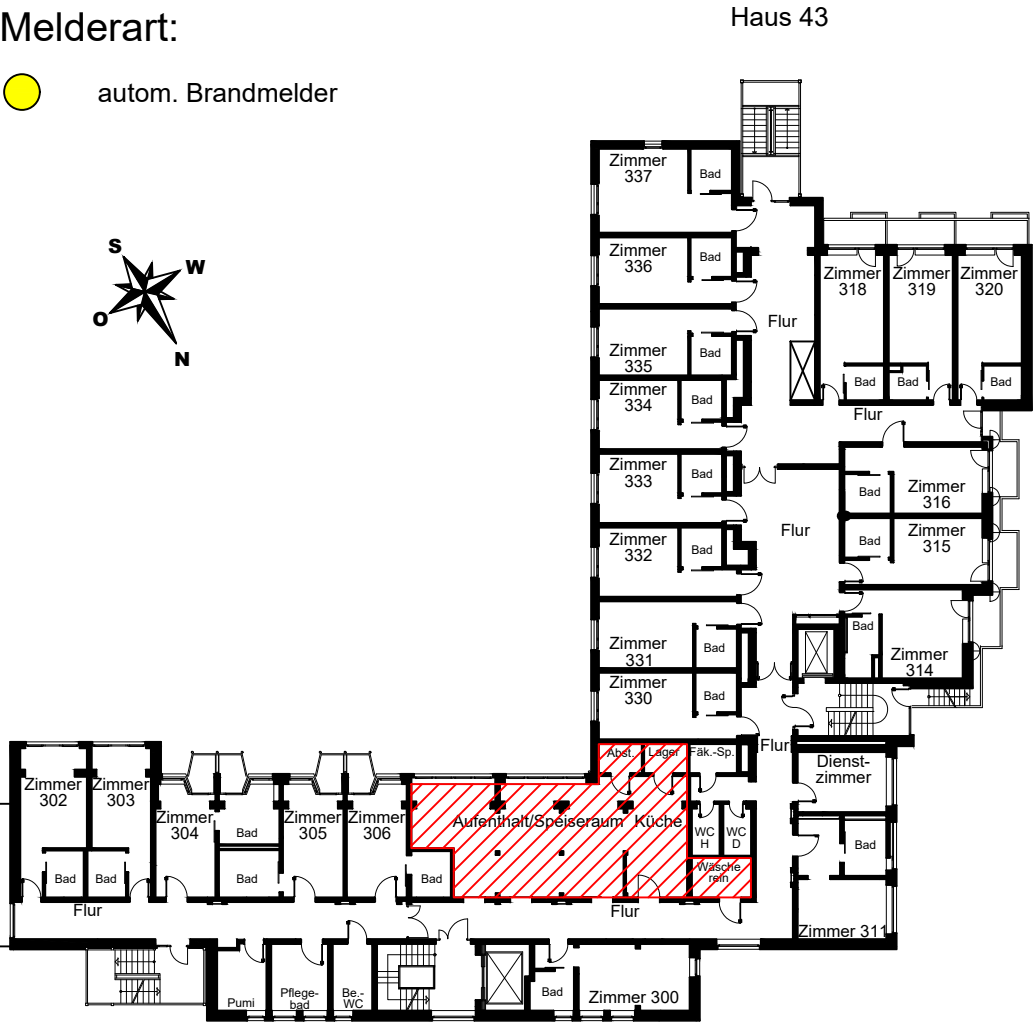 Melderart:
Haus 43
autom. Brandmelder
S
W
O
N
Zimmer
337
Bad
Zimmer
336
Bad
Zimmer
335
Bad
Zimmer
334
Bad
Zimmer
333
Bad
Zimmer
332
Bad
Zimmer
331
Bad
Zimmer
330
Bad
Flur
Zimmer
318
Bad
Zimmer
319
Bad
Zimmer
320
Bad
Flur
Zimmer
316
Bad
Flur
Zimmer
315
Bad
Zimmer
314
Bad
Flur
Dienst-
zimmer
Bad
Zimmer 311
Abst.
Lager
Fäk.-Sp.
Aufenthalt/Speiseraum
Küche
WC
H
WC
D
Wäsche
rein
Zimmer
302
Bad
Zimmer
303
Bad
Zimmer
304
Bad
Bad
Zimmer
305
Zimmer
306
Bad
Flur
Flur
Pumi
Pflege-
bad
Be.-
WC
Bad
Zimmer 300